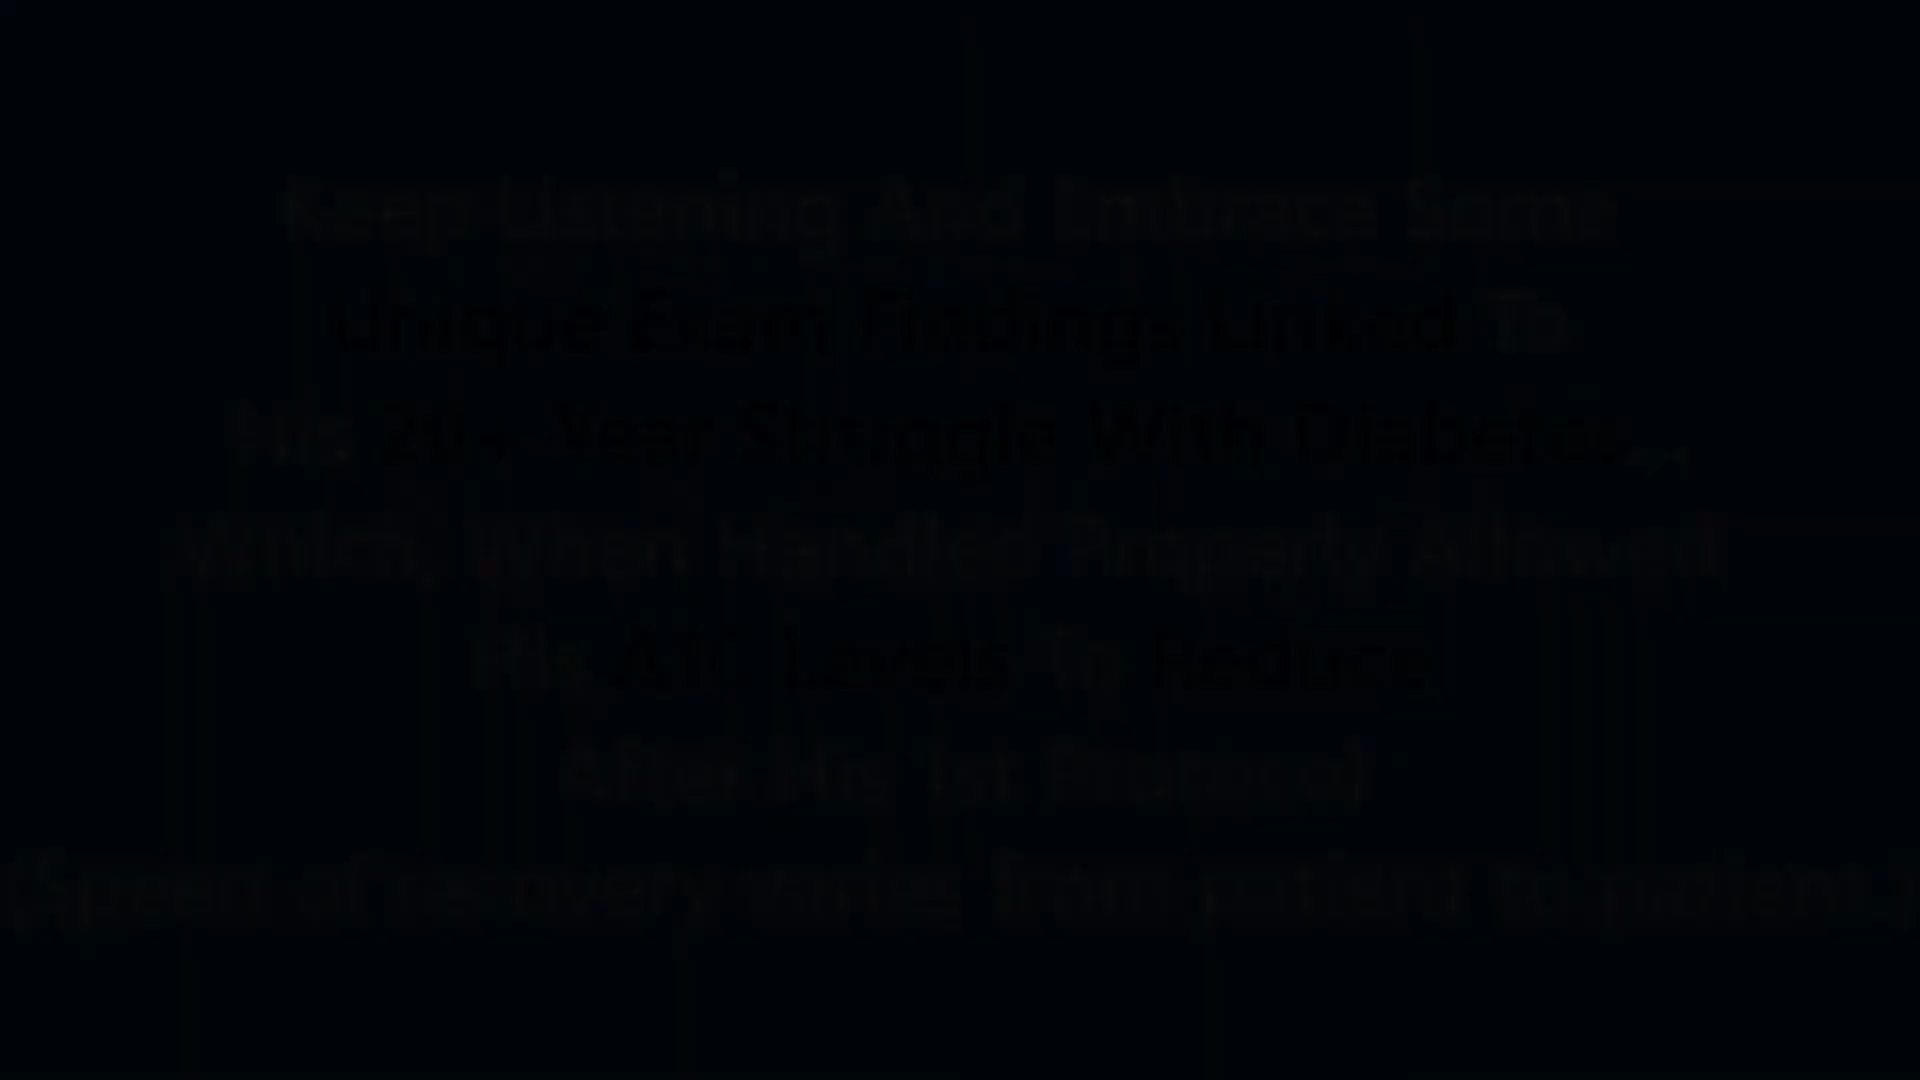 Keep Listening And Embrace Some
Unique Exam Findings Linked To
His 20+ Year Struggle With Diabetes,
Which, When Handled Properly Allowed
His A1C Levels To Reduce
After His 1st Protocol
(Speed of recovery varies from patient to patient)